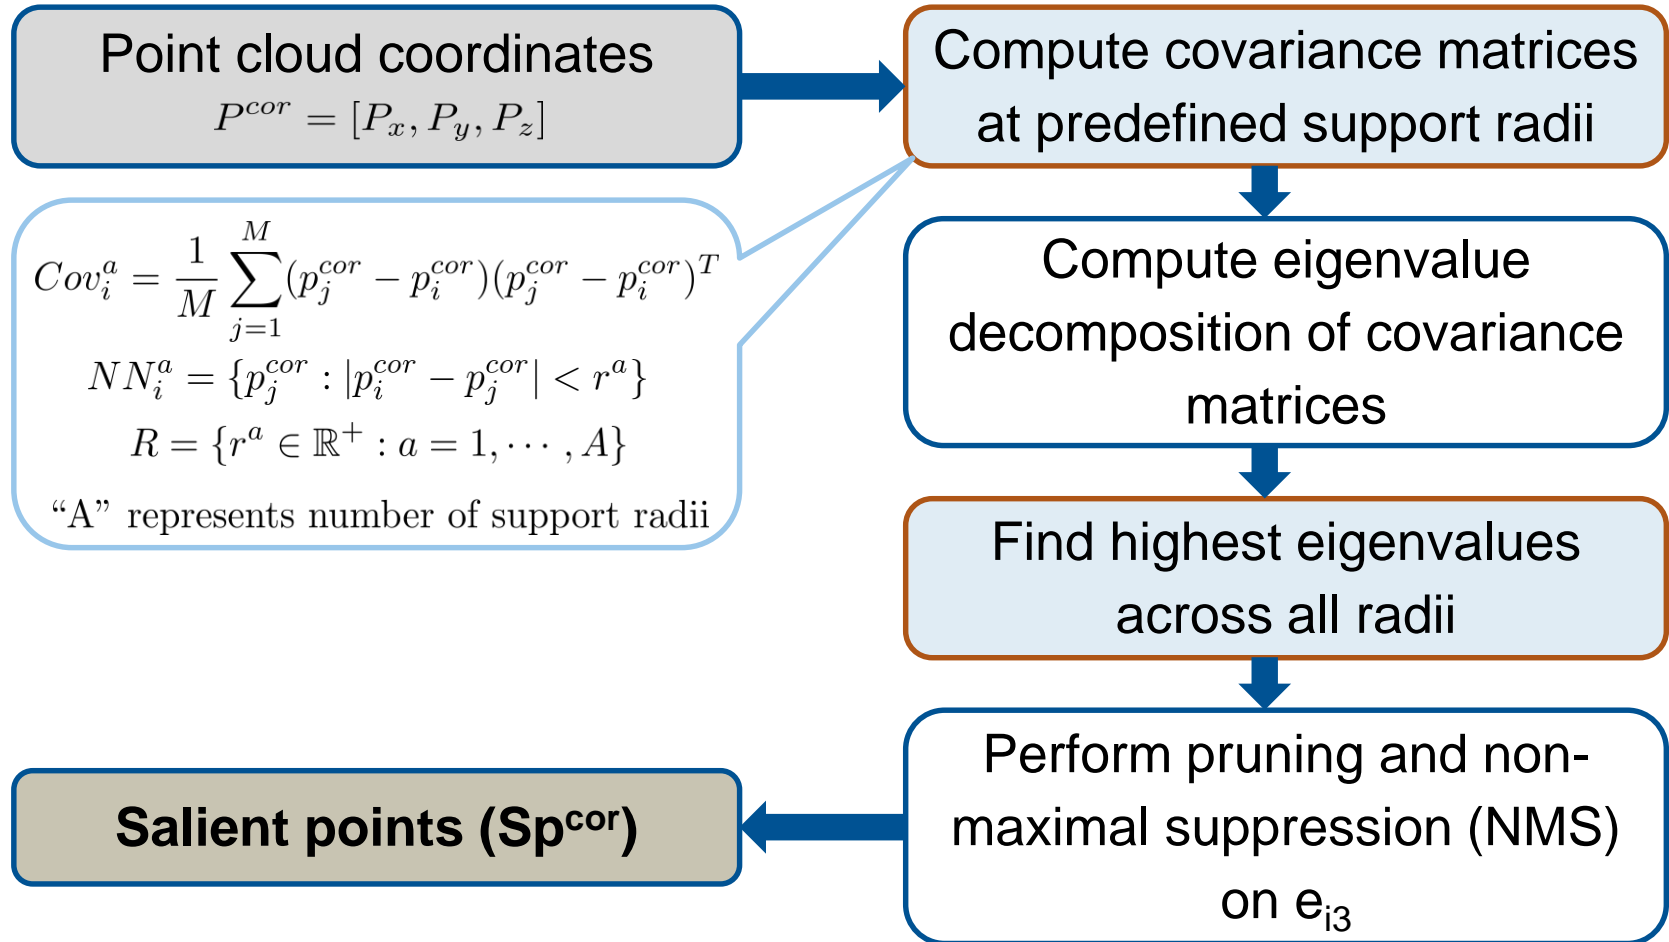 Point cloud coordinates
P^{cor} = [P_x, P_y, P_z]
Compute covariance matrices
at predefined support radii
Cov_i^a = \frac{1}{M} \sum_{j=1}^{M} (p_j^{cor} - p_i^{cor})(p_j^{cor} - p_i^{cor})^T
NN_i^a = \{p_j^{cor} : |p_i^{cor} - p_j^{cor}| < r^a\}
R = \{r^a \in \mathbb{R}^+ : a = 1, \cdots, A\}
“A” represents number of support radii
Compute eigenvalue
decomposition of covariance
matrices
Find highest eigenvalues
across all radii
Perform pruning and non-
maximal suppression (NMS)
on e_{i3}
Salient points (Sp^{cor})